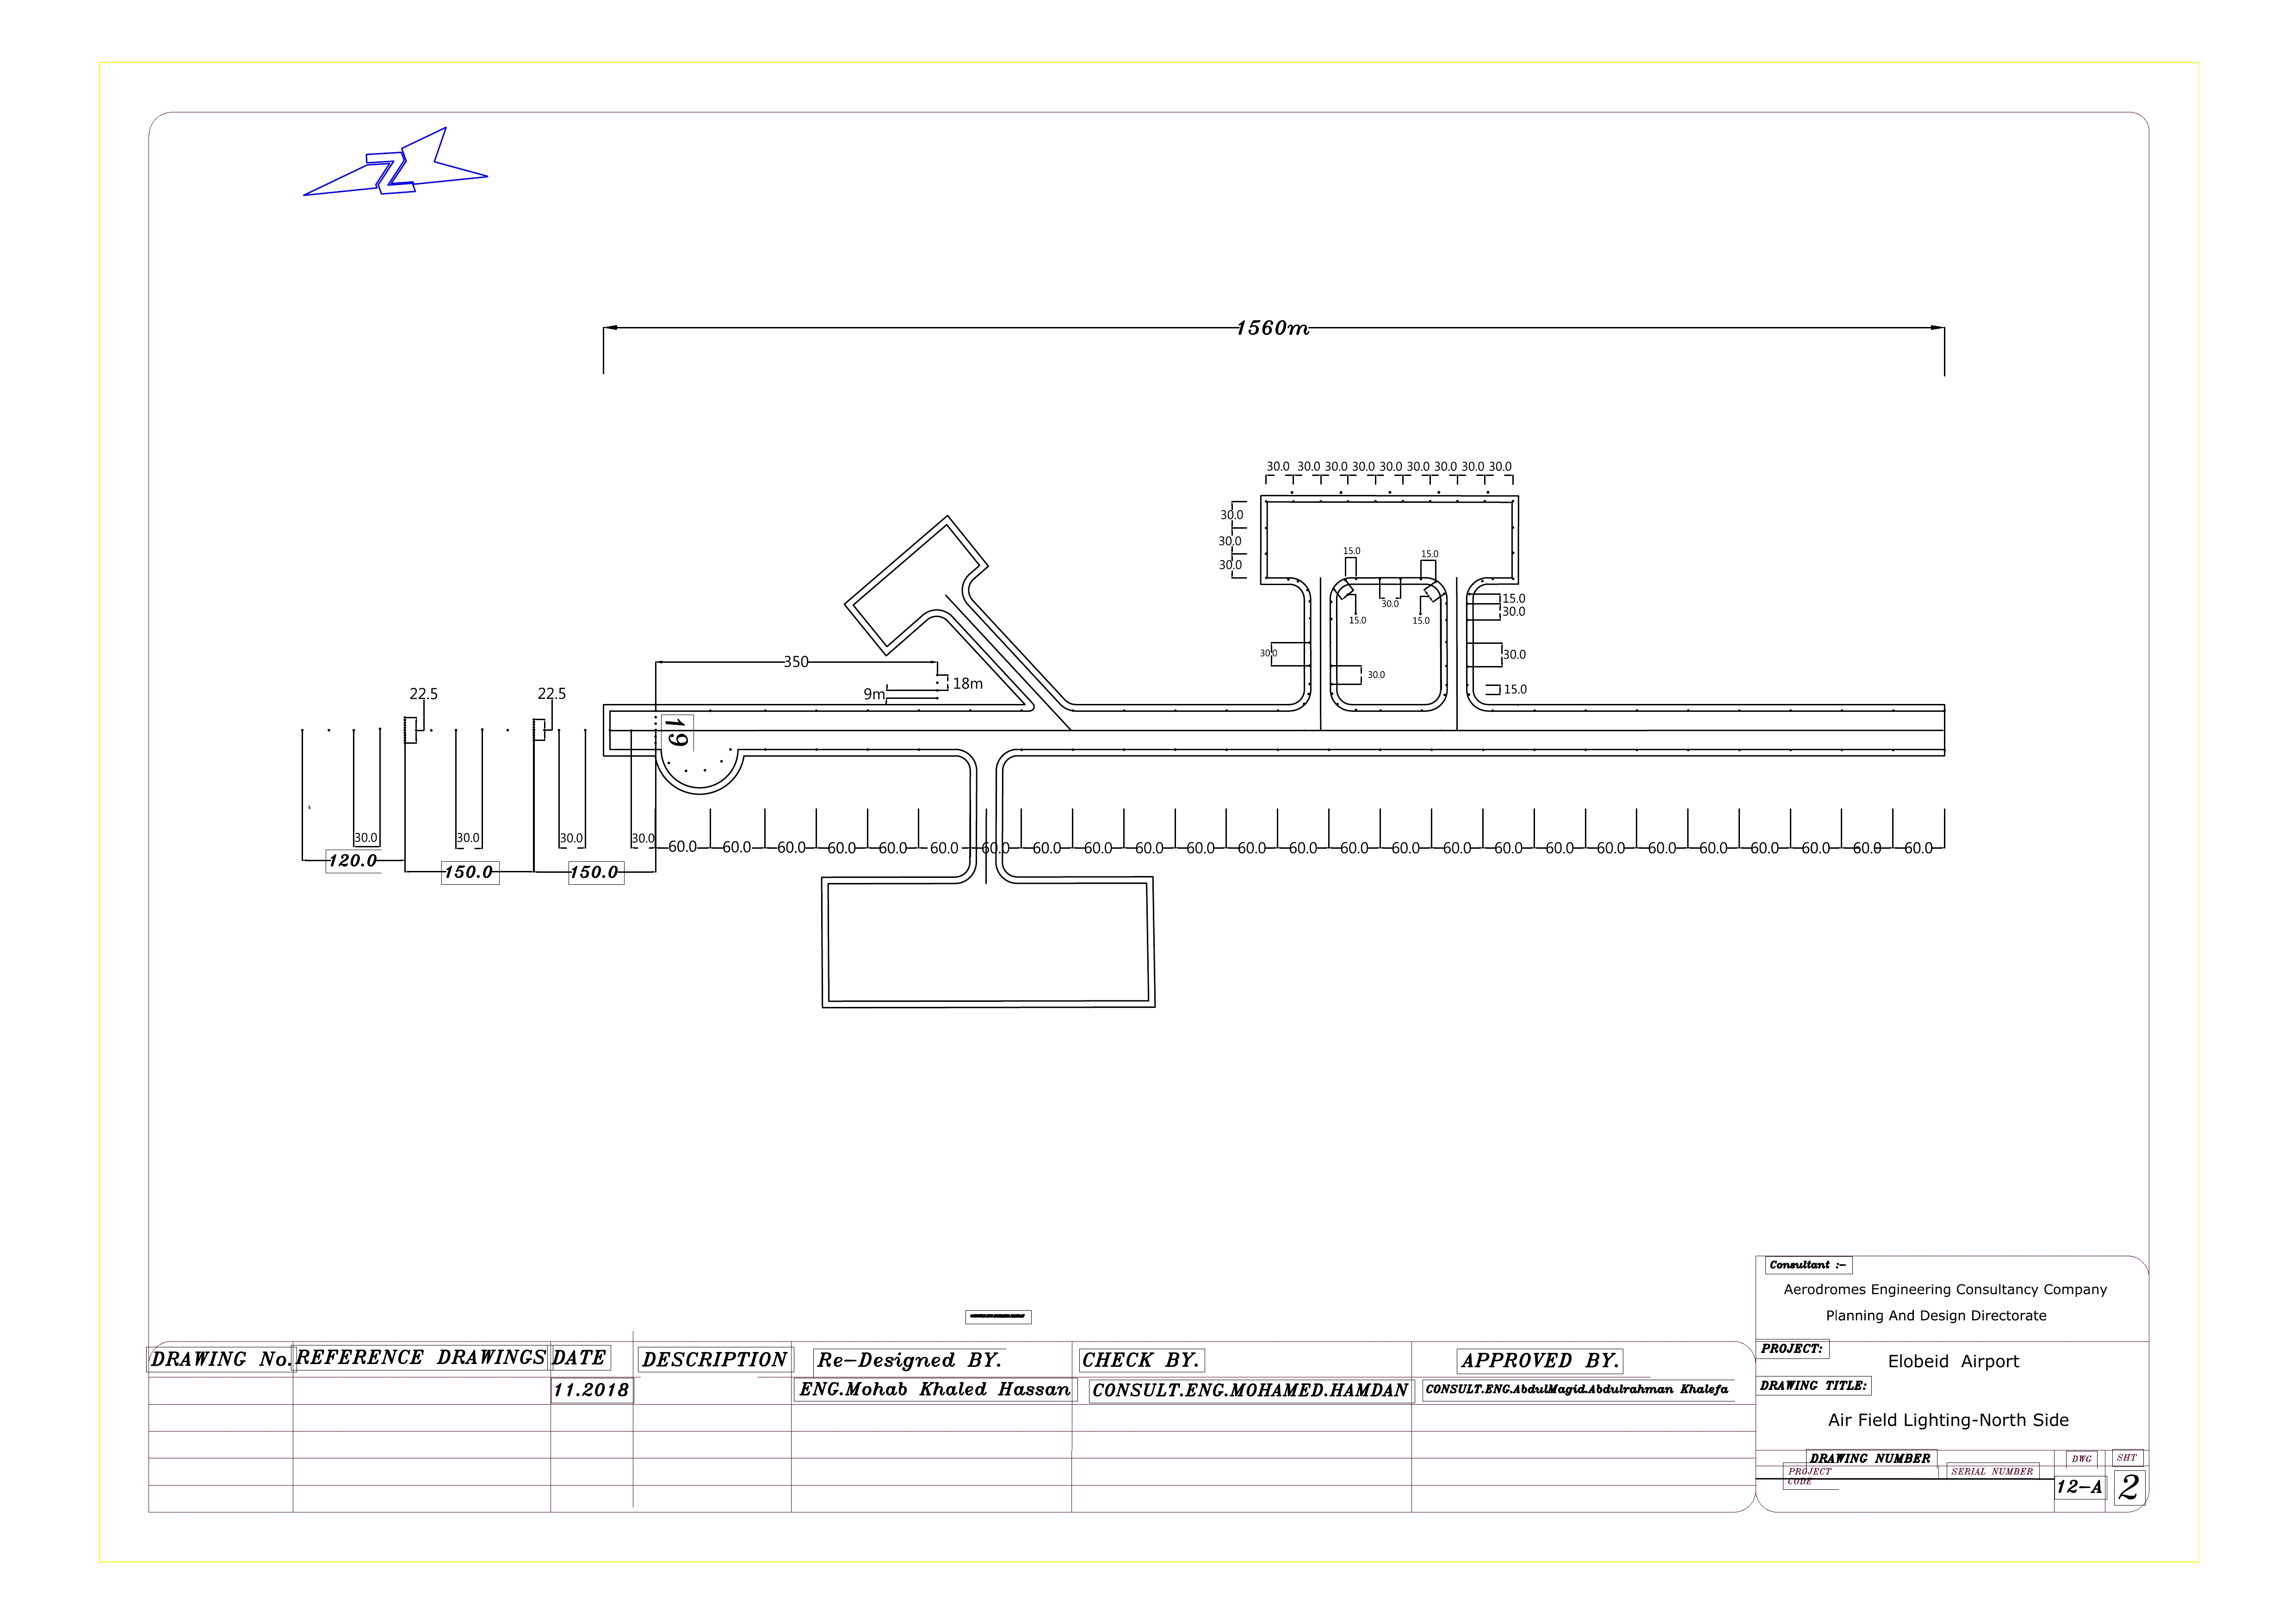 1560m
30.0 30.0 30.0 30.0 30.0 30.0 30.0 30.0 30.0
30.0
30.0
30.0
15.0 15.0
30.0
15.0 15.0
15.0
30.0
30.0
30.0
30.0
15.0
350
18m
9m
22.5 22.5
19
30.0 30.0 30.0 30.0
60.0 60.0 60.0 60.0 60.0 60.0 60.0 60.0 60.0 60.0 60.0 60.0 60.0 60.0 60.0 60.0 60.0 60.0 60.0 60.0 60.0 60.0 60.0 60.0 60.0
120.0 150.0 150.0
Consultant :-
Aerodromes Engineering Consultancy Company
Planning And Design Directorate
PROJECT:
Elobeid Airport
DRAWING TITLE:
Air Field Lighting-North Side
DRAWING NUMBER DWG SHT
PROJECT CODE SERIAL NUMBER
12-A 2
DRAWING No. REFERENCE DRAWINGS DATE DESCRIPTION Re-Designed BY. CHECK BY. APPROVED BY.
11.2018 ENG.Mohab Khaled Hassan CONSULT.ENG.MOHAMED.HAMDAN CONSULT.ENG.AbdulMagid.Abdulrahman Khalefa